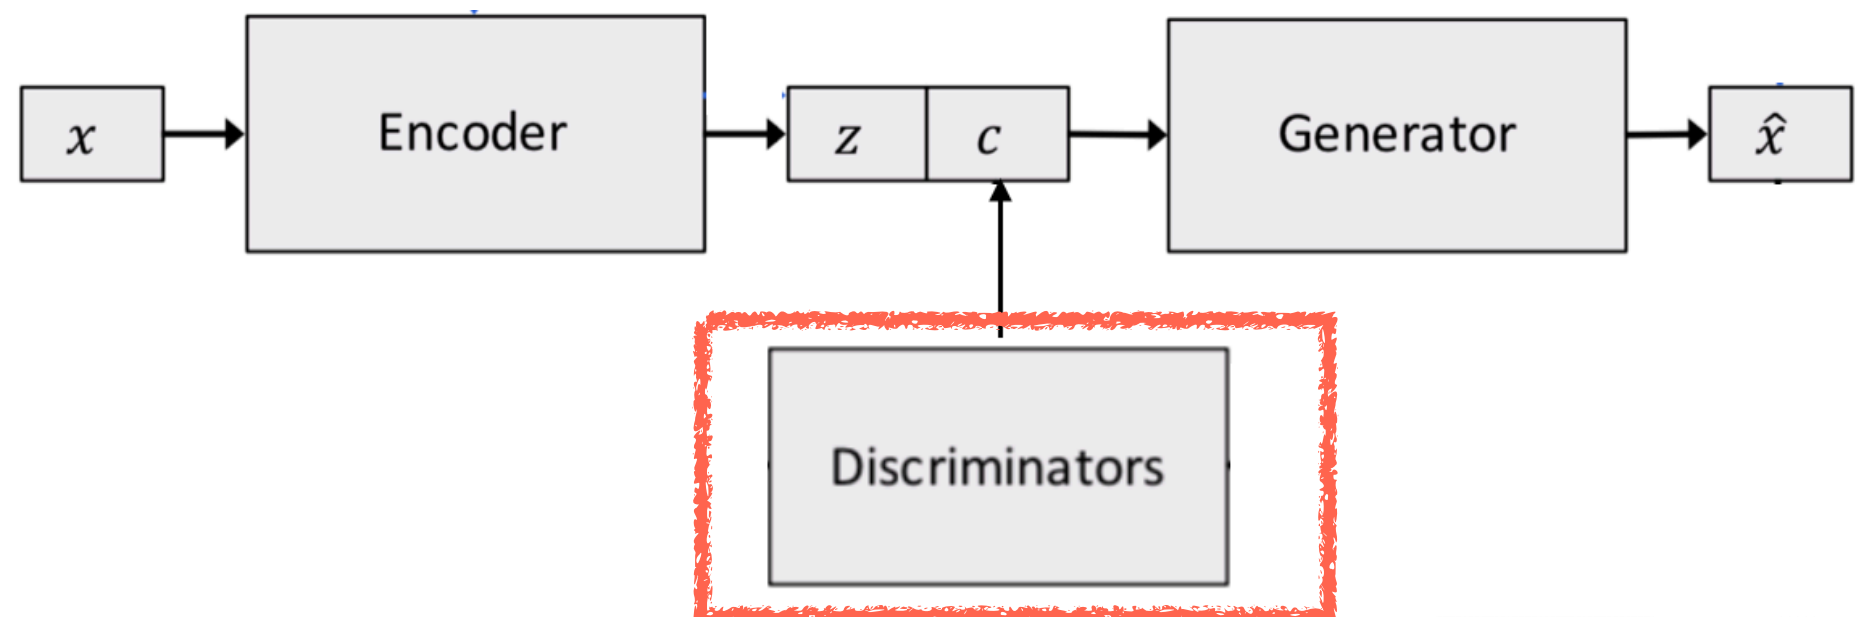 x
Encoder
z
c
Generator
x̂
Discriminators